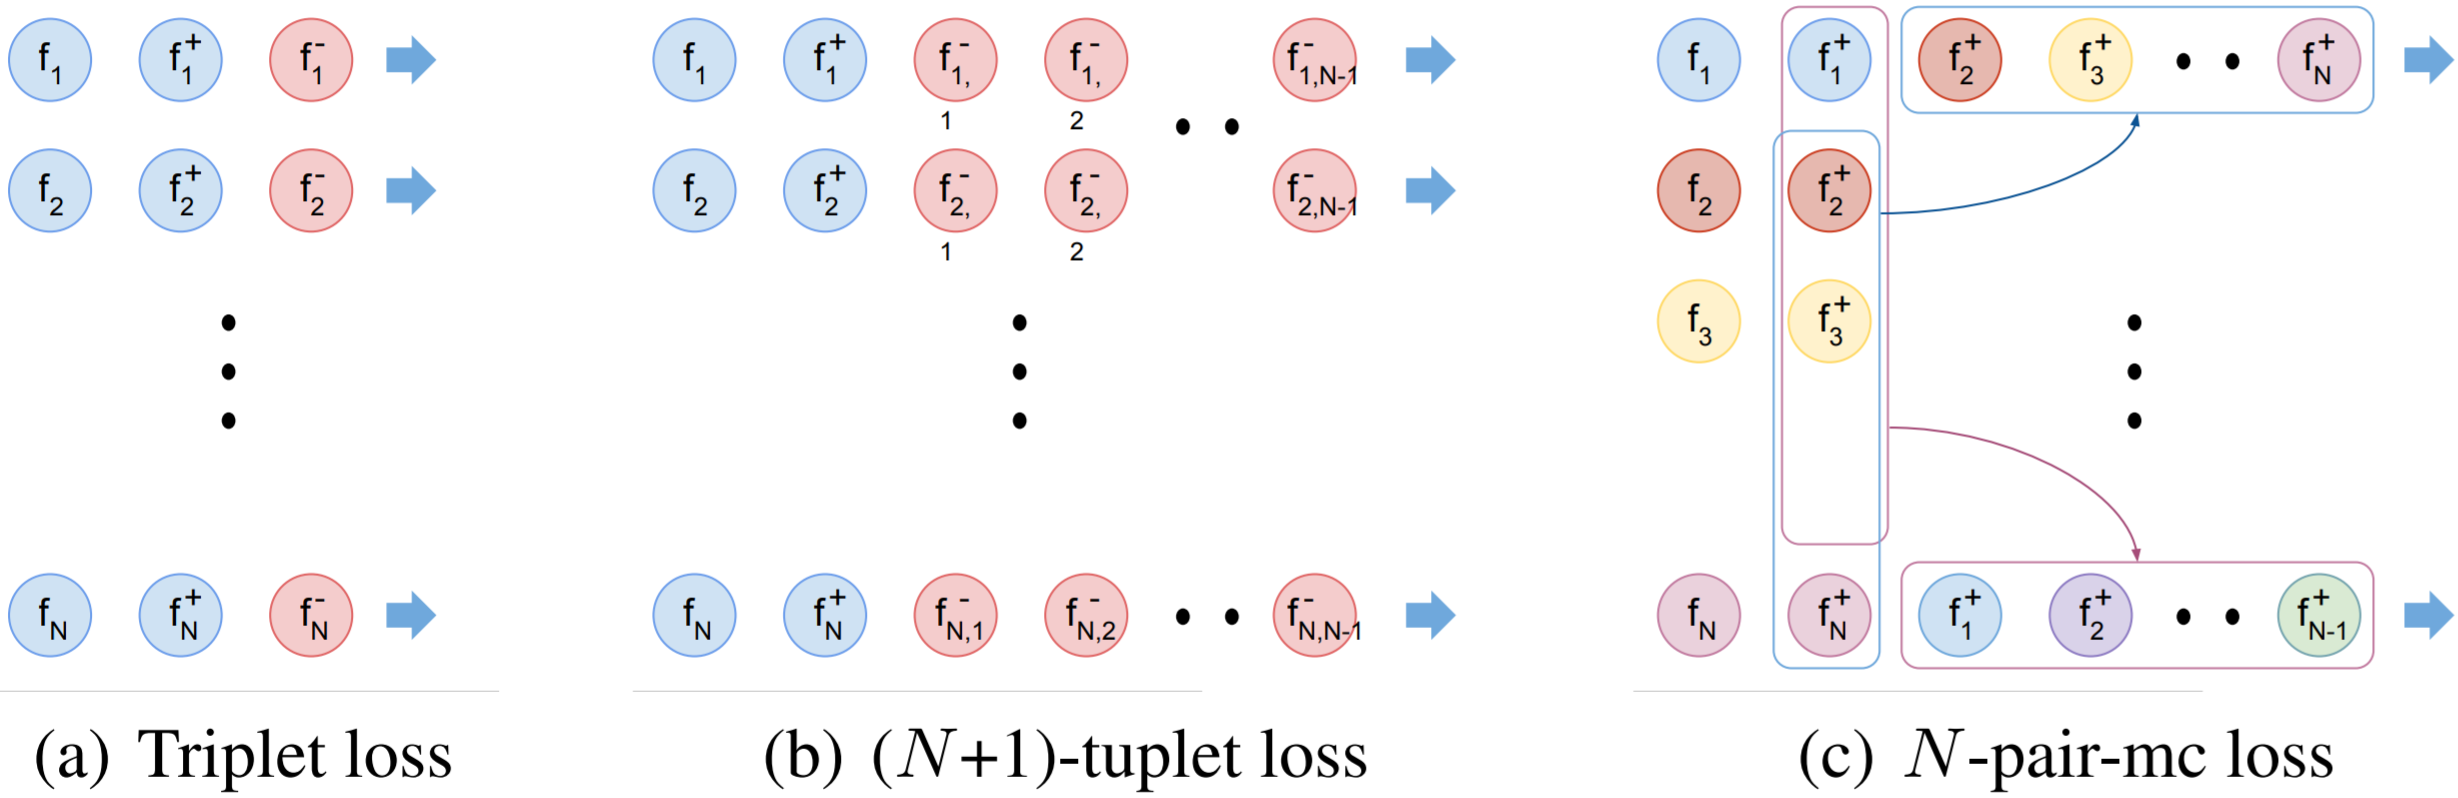 f1 f1+ f1-
f2 f2+ f2-
fN fN+ fN-
(a) Triplet loss
f1 f1+ f1,1- f1,2- f1,N-1-
f2 f2+ f2,1- f2,2- f2,N-1-
fN fN+ fN,1- fN,2- fN,N-1-
(b) (N+1)-tuplet loss
f1 f1+ f2+ f3+ fN+
f2 f2+
f3 f3+
fN fN+ f1+ f2+ fN-1+
(c) N-pair-mc loss